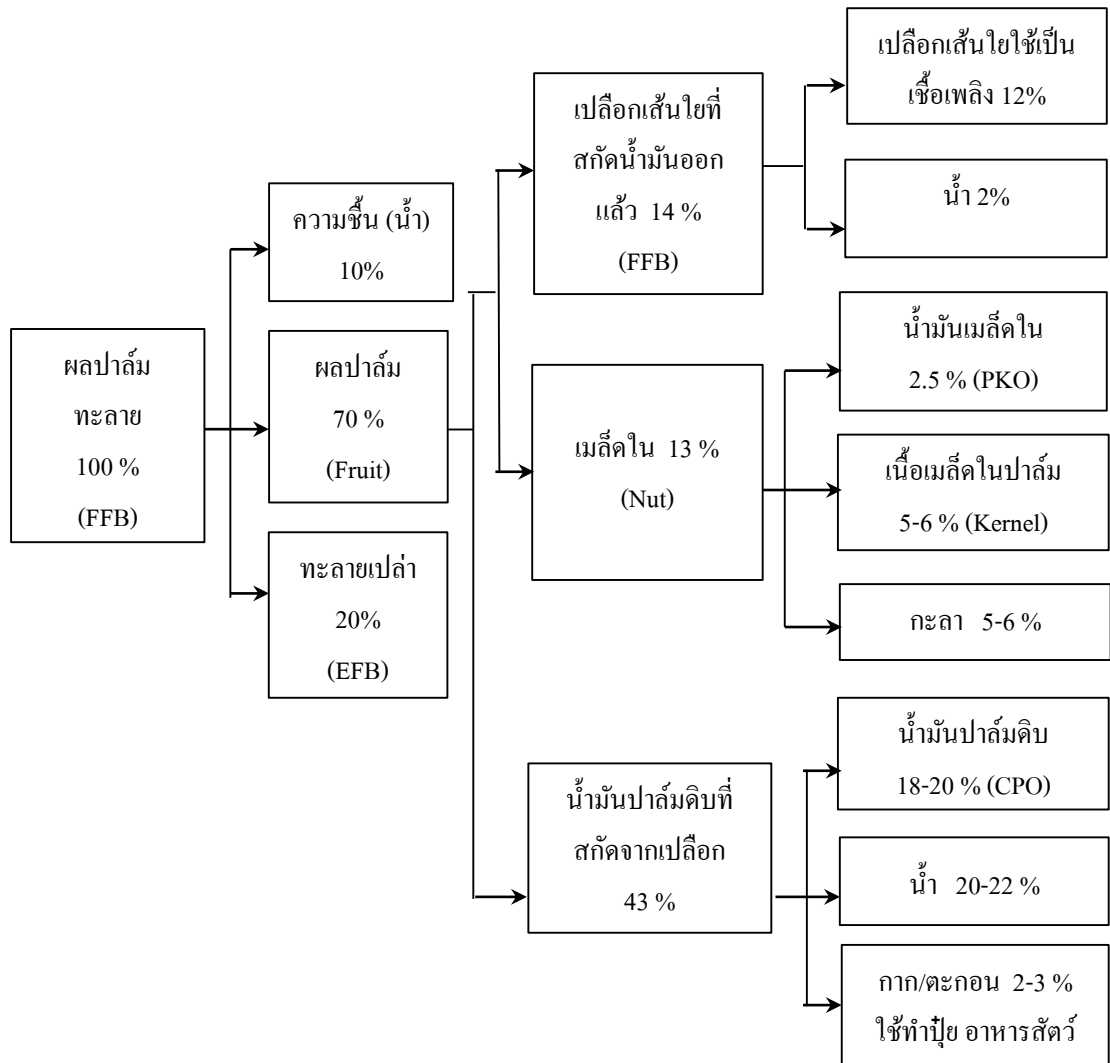 ผลปาล์ม
ทะลาย
100 %
(FFB)
ความชื้น (น้ำ)
10%
ผลปาล์ม
70 %
(Fruit)
ทะลายเปล่า
20%
(EFB)
เปลือกเส้นใยที่
สกัดน้ำมันออก
แล้ว 14 %
(FFB)
เมล็ดใน 13 %
(Nut)
น้ำมันปาล์มดิบที่
สกัดจากเปลือก
43 %
เปลือกเส้นใยใช้เป็น
เชื้อเพลิง 12%
น้ำ 2%
น้ำมันเมล็ดใน
2.5 % (PKO)
เนื้อเมล็ดในปาล์ม
5-6 % (Kernel)
กะลา 5-6 %
น้ำมันปาล์มดิบ
18-20 % (CPO)
น้ำ 20-22 %
กาก/ตะกอน 2-3 %
ใช้ทำปุ๋ย อาหารสัตว์